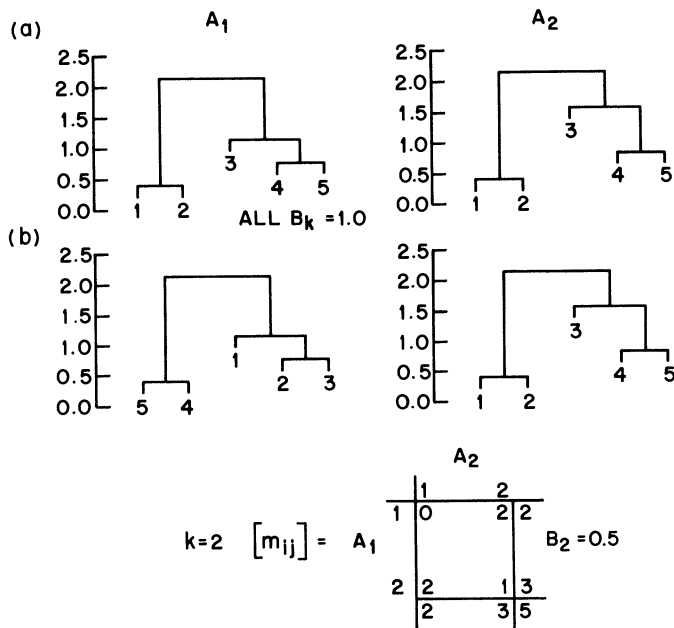 (a) A1 A2
2.5 2.5
2.0 2.0
1.5 1.5
1.0 3 1.0 3
0.5 4 5 0.5 4 5
0.0 1 2 0.0 1 2
ALL Bk = 1.0
(b)
2.5 2.5
2.0 2.0
1.5 1.5
1.0 1 1.0 3
0.5 2 3 0.5 4 5
0.0 5 4 0.0 1 2
A2
1 2
1 0 2 2
k=2 [mij] = A1 B2 = 0.5
2 2 1 3
2 3 5